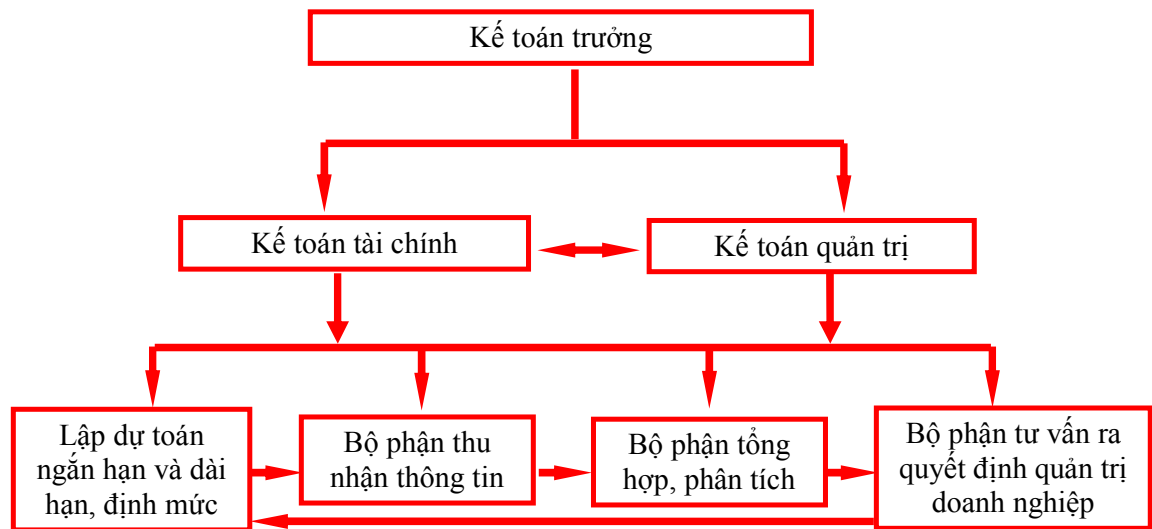 Kế toán trưởng
Kế toán tài chính
Kế toán quản trị
Lập dự toán
ngắn hạn và dài
hạn, định mức
Bộ phận thu
nhận thông tin
Bộ phận tổng
hợp, phân tích
Bộ phận tư vấn ra
quyết định quản trị
doanh nghiệp